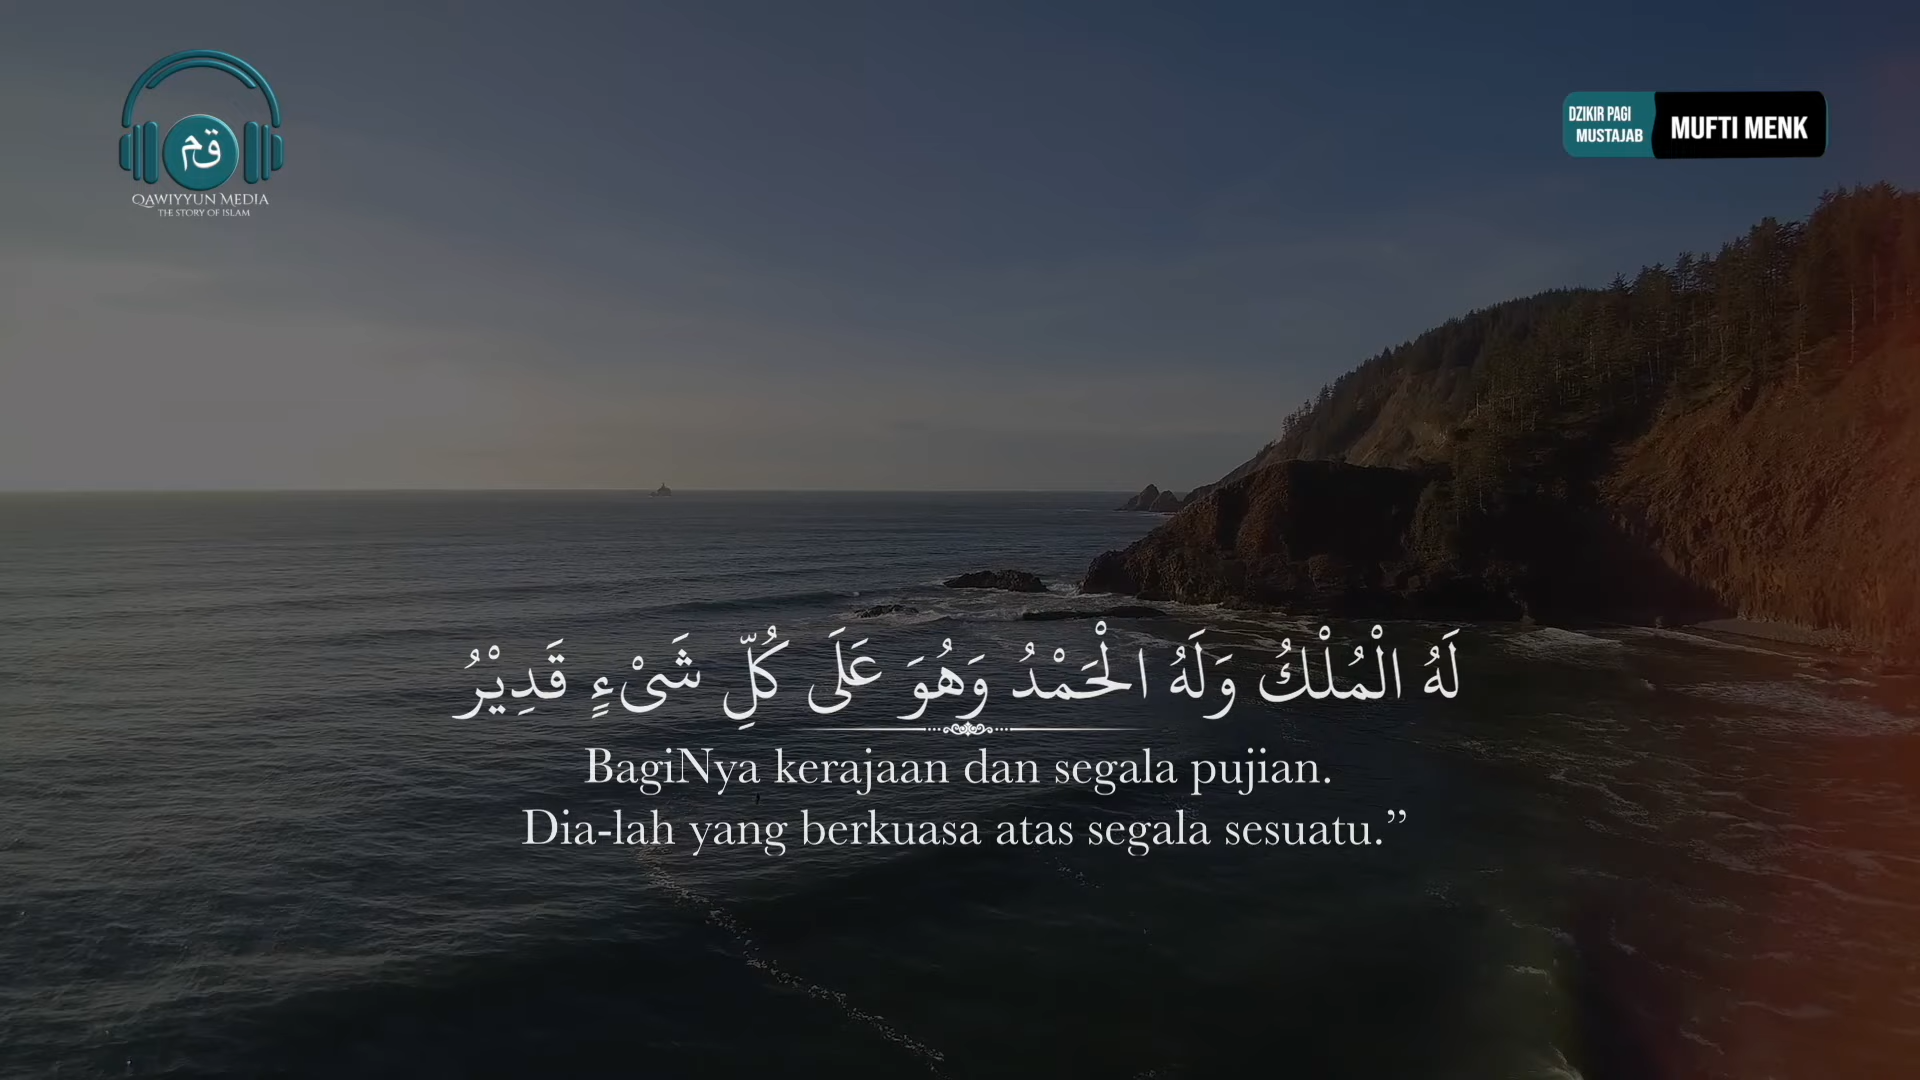 قم
QAWIYYUN MEDIA
THE STORY OF ISLAM
DZIKIR PAGI
MUSTAJAB
MUFTI MENK
لَهُ الْمُلْكُ وَلَهُ الْحَمْدُ وَهُوَ عَلَى كُلِّ شَيْءٍ قَدِيْرُ
BagiNya kerajaan dan segala pujian.
Dia-lah yang berkuasa atas segala sesuatu.”